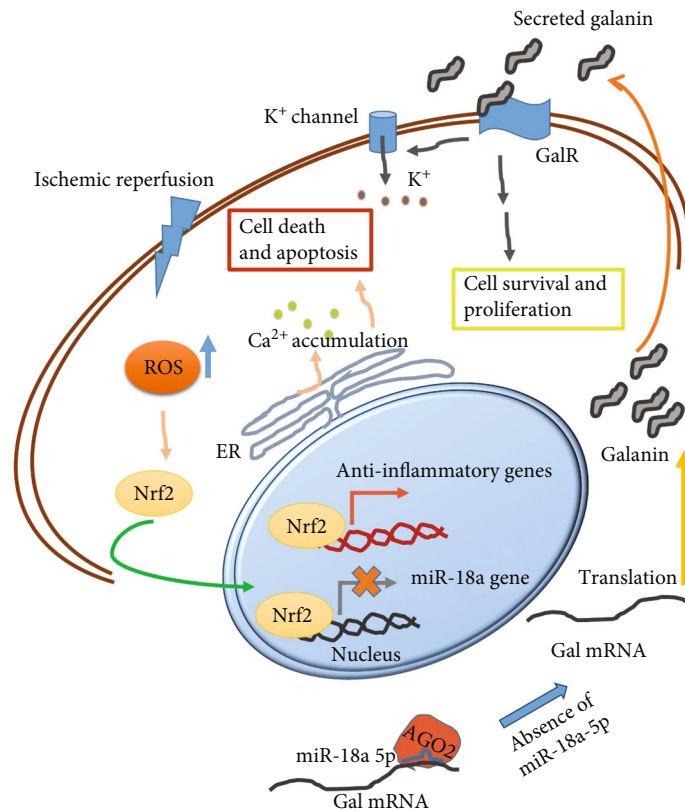 Secreted galanin
K⁺ channel
GalR
K⁺
Ischemic reperfusion
Cell death
and apoptosis
Cell survival and
proliferation
Ca²⁺ accumulation
ROS
ER
Galanin
Nrf2
Anti-inflammatory genes
Nrf2
miR-18a gene
Translation
Nrf2
Nucleus
Gal mRNA
Absence of
miR-18a-5p
AGO2
miR-18a 5p
Gal mRNA